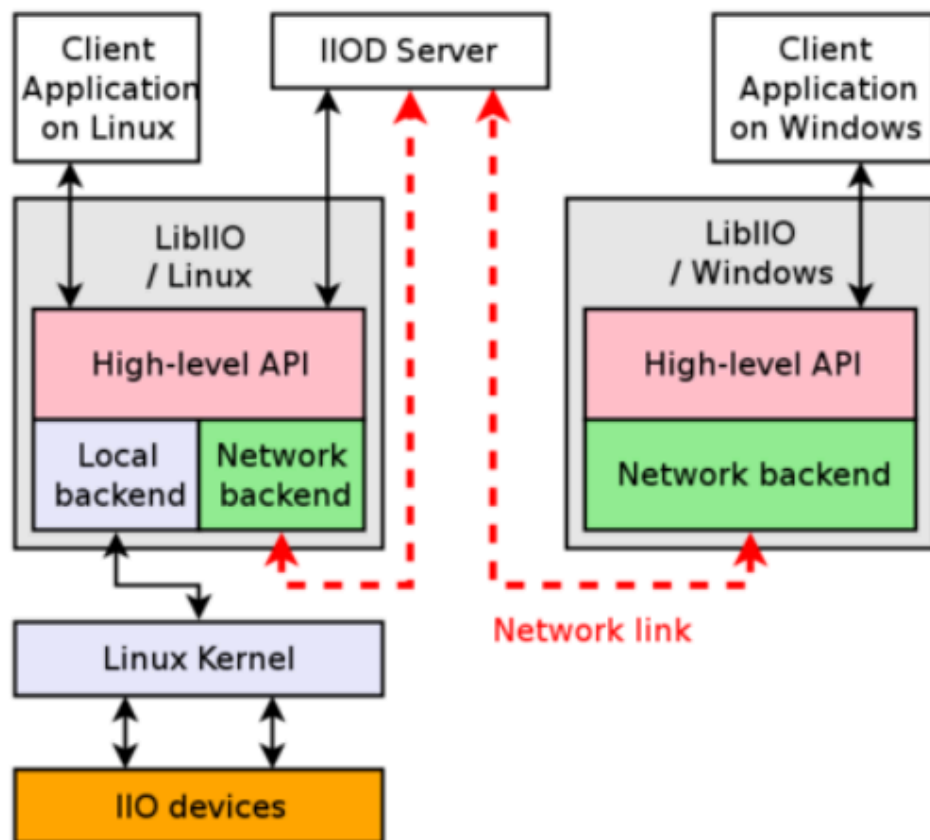 Client
Application
on Linux
IIOD Server
Client
Application
on Windows
LibIIO
/ Linux
LibIIO
/ Windows
High-level API
High-level API
Local
backend
Network
backend
Network backend
Network link
Linux Kernel
IIO devices